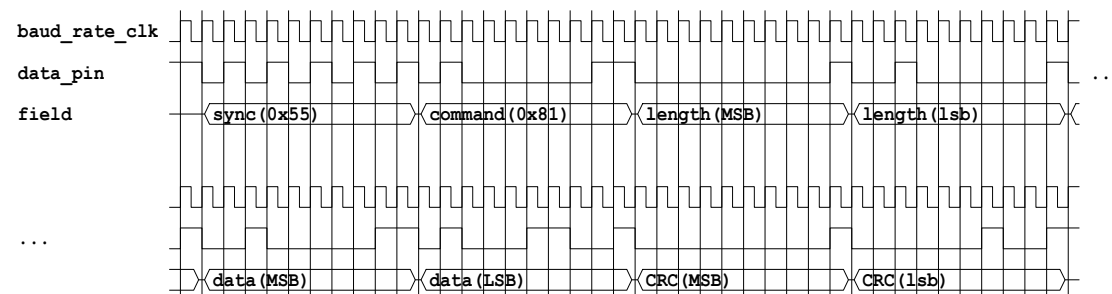 baud_rate_clk
data_pin ..
field sync(0x55) command(0x81) length(MSB) length(lsb)
...
data(MSB) data(LSB) CRC(MSB) CRC(lsb)